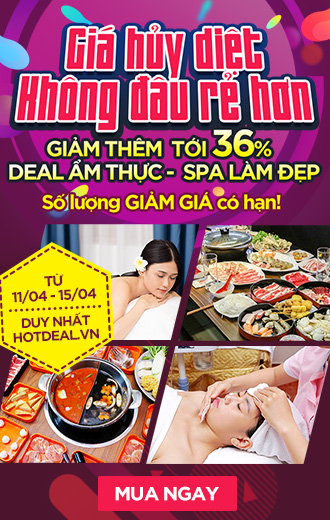 Giá hủy diệt
Không đâu rẻ hơn
GIẢM THÊM TỚI 36%
DEAL ẨM THỰC - SPA LÀM ĐẸP
Số lượng GIẢM GIÁ có hạn!
TỪ
11/04 - 15/04
DUY NHẤT
HOTDEAL.VN
MUA NGAY